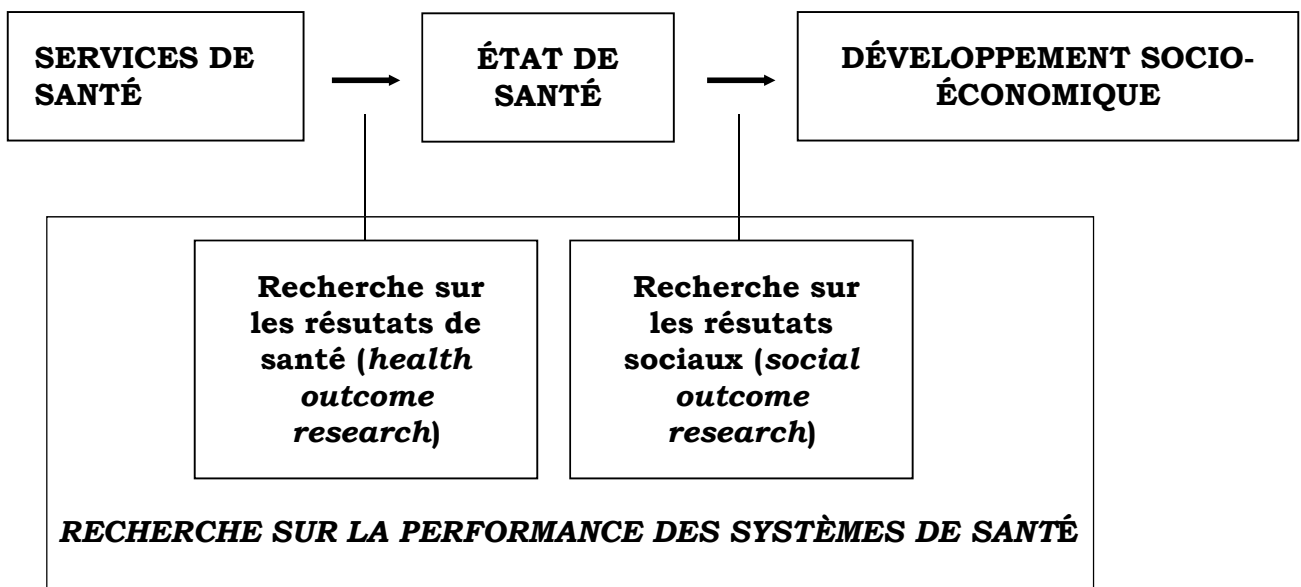 SERVICES DE
SANTÉ
ÉTAT DE
SANTÉ
DÉVELOPPEMENT SOCIO-
ÉCONOMIQUE
Recherche sur
les résutats de
santé (health
outcome
research)
Recherche sur
les résutats
sociaux (social
outcome
research)
RECHERCHE SUR LA PERFORMANCE DES SYSTÈMES DE SANTÉ